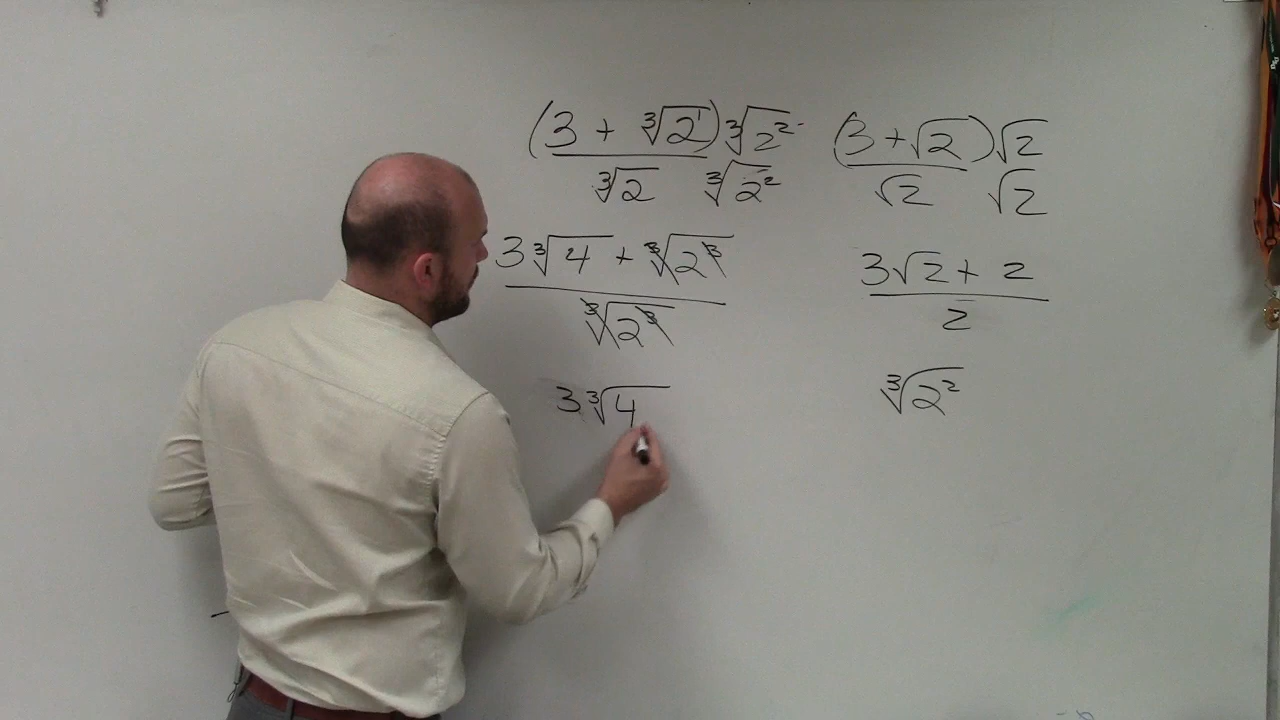 (3 + ∛2¹)∛2² (3 + √2)√2
∛2 ∛2² √2 √2
3∛4 + ∛2³ 3√2 + 2
∛2³ 2
3∛4 ∛2²